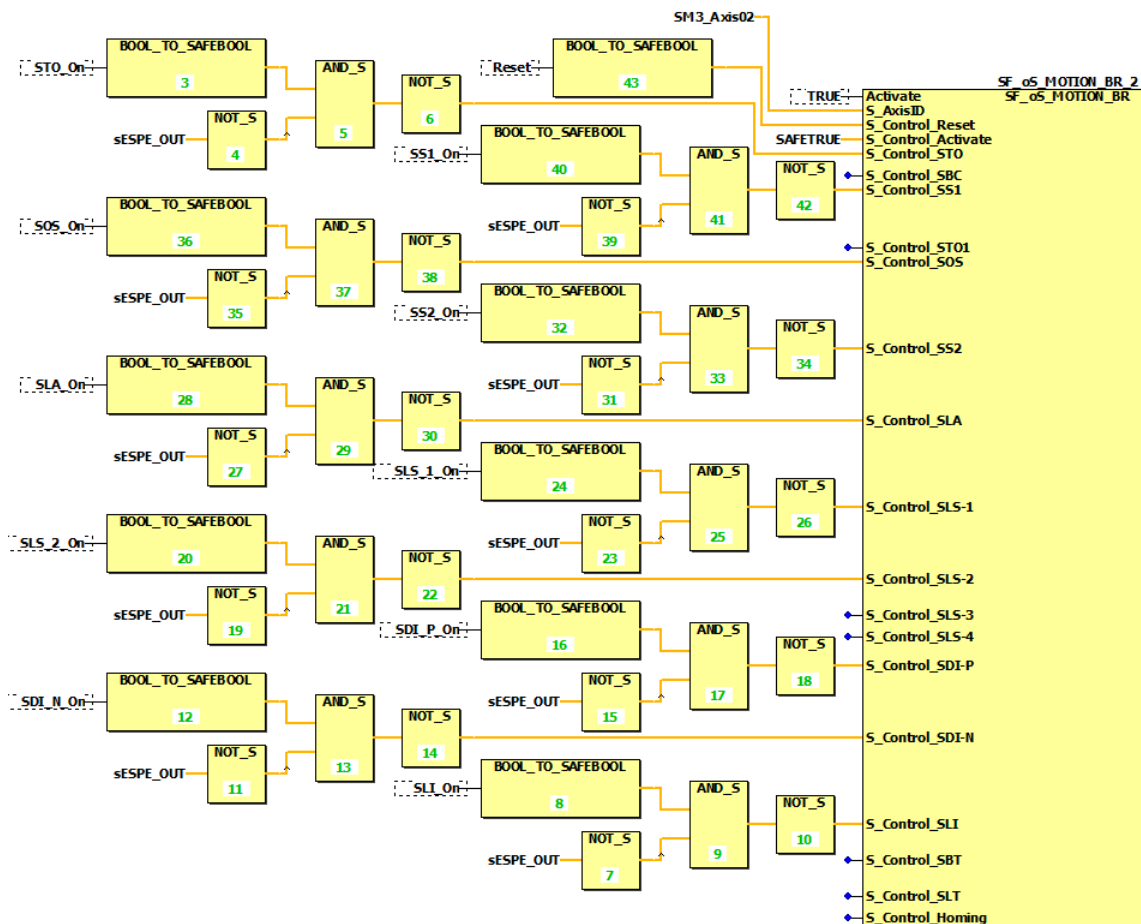 SM3_Axis02
BOOL_TO_SAFEBOOL
STO_On
3
AND_S
5
NOT_S
6
sESPE_OUT
NOT_S
4
BOOL_TO_SAFEBOOL
Reset
43
SF_oS_MOTION_BR_2
SF_oS_MOTION_BR
TRUE
Activate
S_AxisID
S_Control_Reset
SAFETRUE
S_Control_Activate
S_Control_STO
BOOL_TO_SAFEBOOL
SS1_On
40
AND_S
41
NOT_S
42
S_Control_SBC
S_Control_SS1
sESPE_OUT
NOT_S
39
BOOL_TO_SAFEBOOL
SOS_On
36
AND_S
37
NOT_S
38
S_Control_STO1
S_Control_SOS
sESPE_OUT
NOT_S
35
BOOL_TO_SAFEBOOL
SS2_On
32
AND_S
33
NOT_S
34
S_Control_SS2
sESPE_OUT
NOT_S
31
BOOL_TO_SAFEBOOL
SLA_On
28
AND_S
29
NOT_S
30
S_Control_SLA
sESPE_OUT
NOT_S
27
BOOL_TO_SAFEBOOL
SLS_1_On
24
AND_S
25
NOT_S
26
S_Control_SLS-1
sESPE_OUT
NOT_S
23
BOOL_TO_SAFEBOOL
SLS_2_On
20
AND_S
21
NOT_S
22
S_Control_SLS-2
sESPE_OUT
NOT_S
19
BOOL_TO_SAFEBOOL
SDI_P_On
16
AND_S
17
NOT_S
18
S_Control_SLS-3
S_Control_SLS-4
S_Control_SDI-P
sESPE_OUT
NOT_S
15
BOOL_TO_SAFEBOOL
SDI_N_On
12
AND_S
13
NOT_S
14
S_Control_SDI-N
sESPE_OUT
NOT_S
11
BOOL_TO_SAFEBOOL
SLI_On
8
AND_S
9
NOT_S
10
S_Control_SLI
sESPE_OUT
NOT_S
7
S_Control_SBT
S_Control_SLT
S_Control_Homing